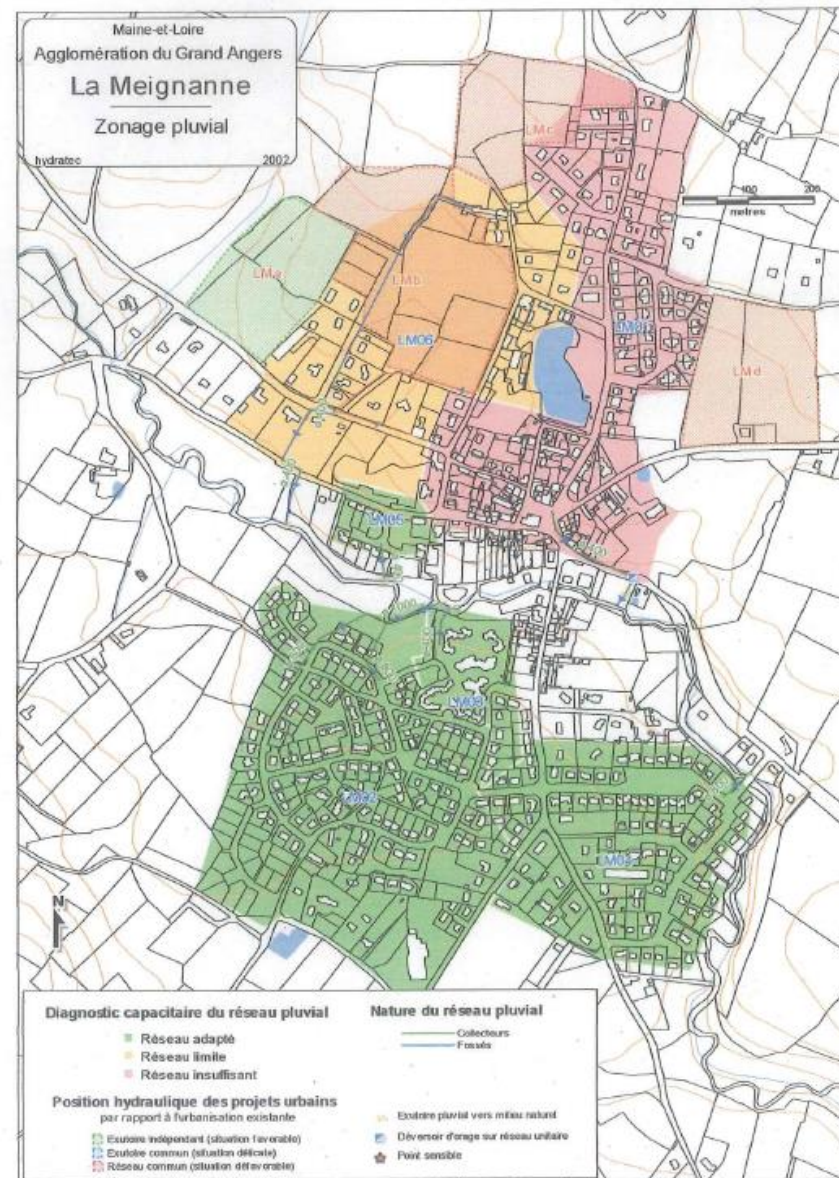 Maine-et-Loire
Agglomération du Grand Angers
La Meignanne
Zonage pluvial
hydratec 2002
LMc
100 200
metres
LMa
LMb
LM06
LMd
LM05
LM03
LM02
N
Diagnostic capacitaire du réseau pluvial
Réseau adapté
Réseau limite
Réseau insuffisant
Position hydraulique des projets urbains
par rapport à l'urbanisation existante
Exutoire indépendant (situation favorable)
Exutoire commun (situation délicate)
Réseau commun (situation défavorable)
Nature du réseau pluvial
Collecteurs
Fossés
Exutoire pluvial vers milieu naturel
Déversoir d'orage sur réseau unitaire
Point sensible